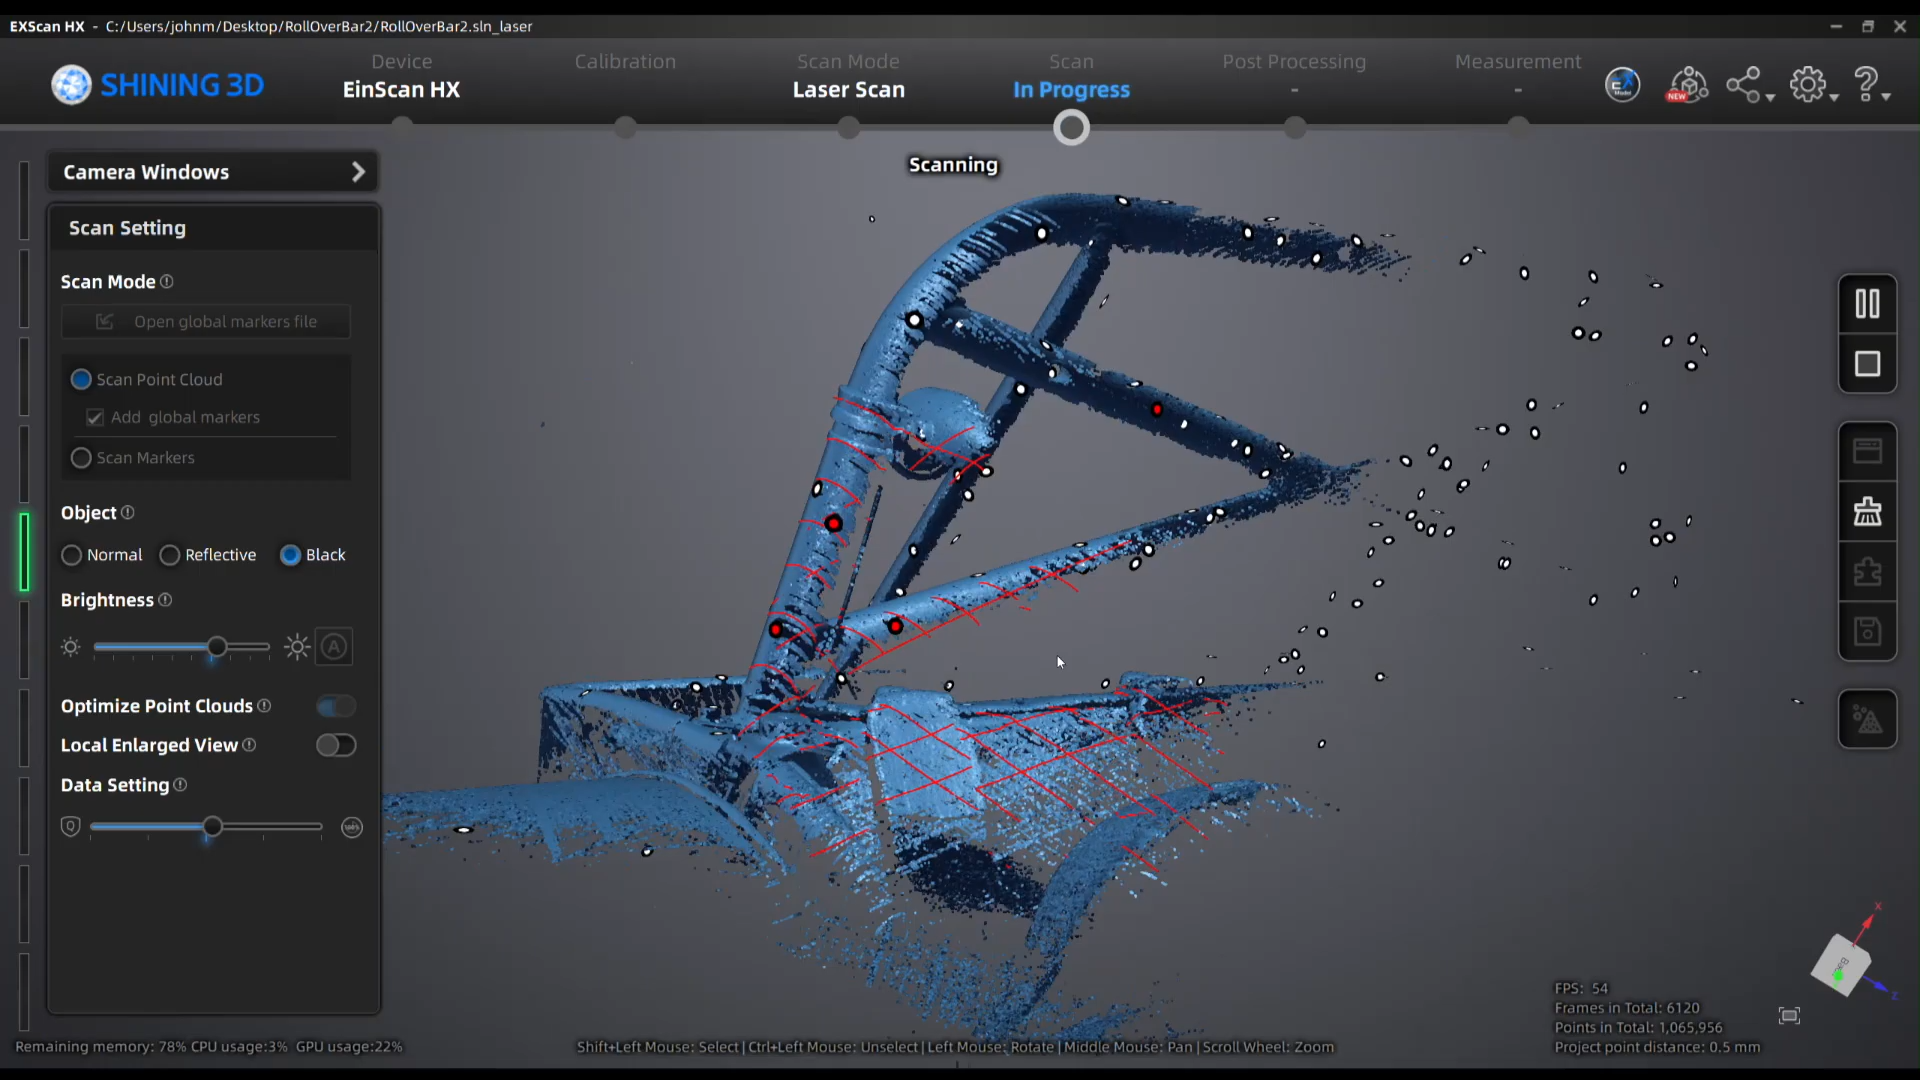 EXScan HX - C:/Users/johnm/Desktop/RollOverBar2/RollOverBar2.sln_laser
SHINING 3D
Device
EinScan HX
Calibration
Scan Mode
Laser Scan
Scan
In Progress
Post Processing
-
Measurement
-
NEW
Camera Windows
Scanning
Scan Setting
Scan Mode
Open global markers file
Scan Point Cloud
Add global markers
Scan Markers
Object
Normal
Reflective
Black
Brightness
A
Optimize Point Clouds
Local Enlarged View
Data Setting
Q
FPS: 54
Frames in Total: 6120
Points in Total: 1,065,956
Project point distance: 0.5 mm
X
Z
Remaining memory: 78% CPU usage:3% GPU usage:22%
Shift+Left Mouse: Select|Ctrl+Left Mouse: Unselect|Left Mouse: Rotate|Middle Mouse: Pan|Scroll Wheel: Zoom